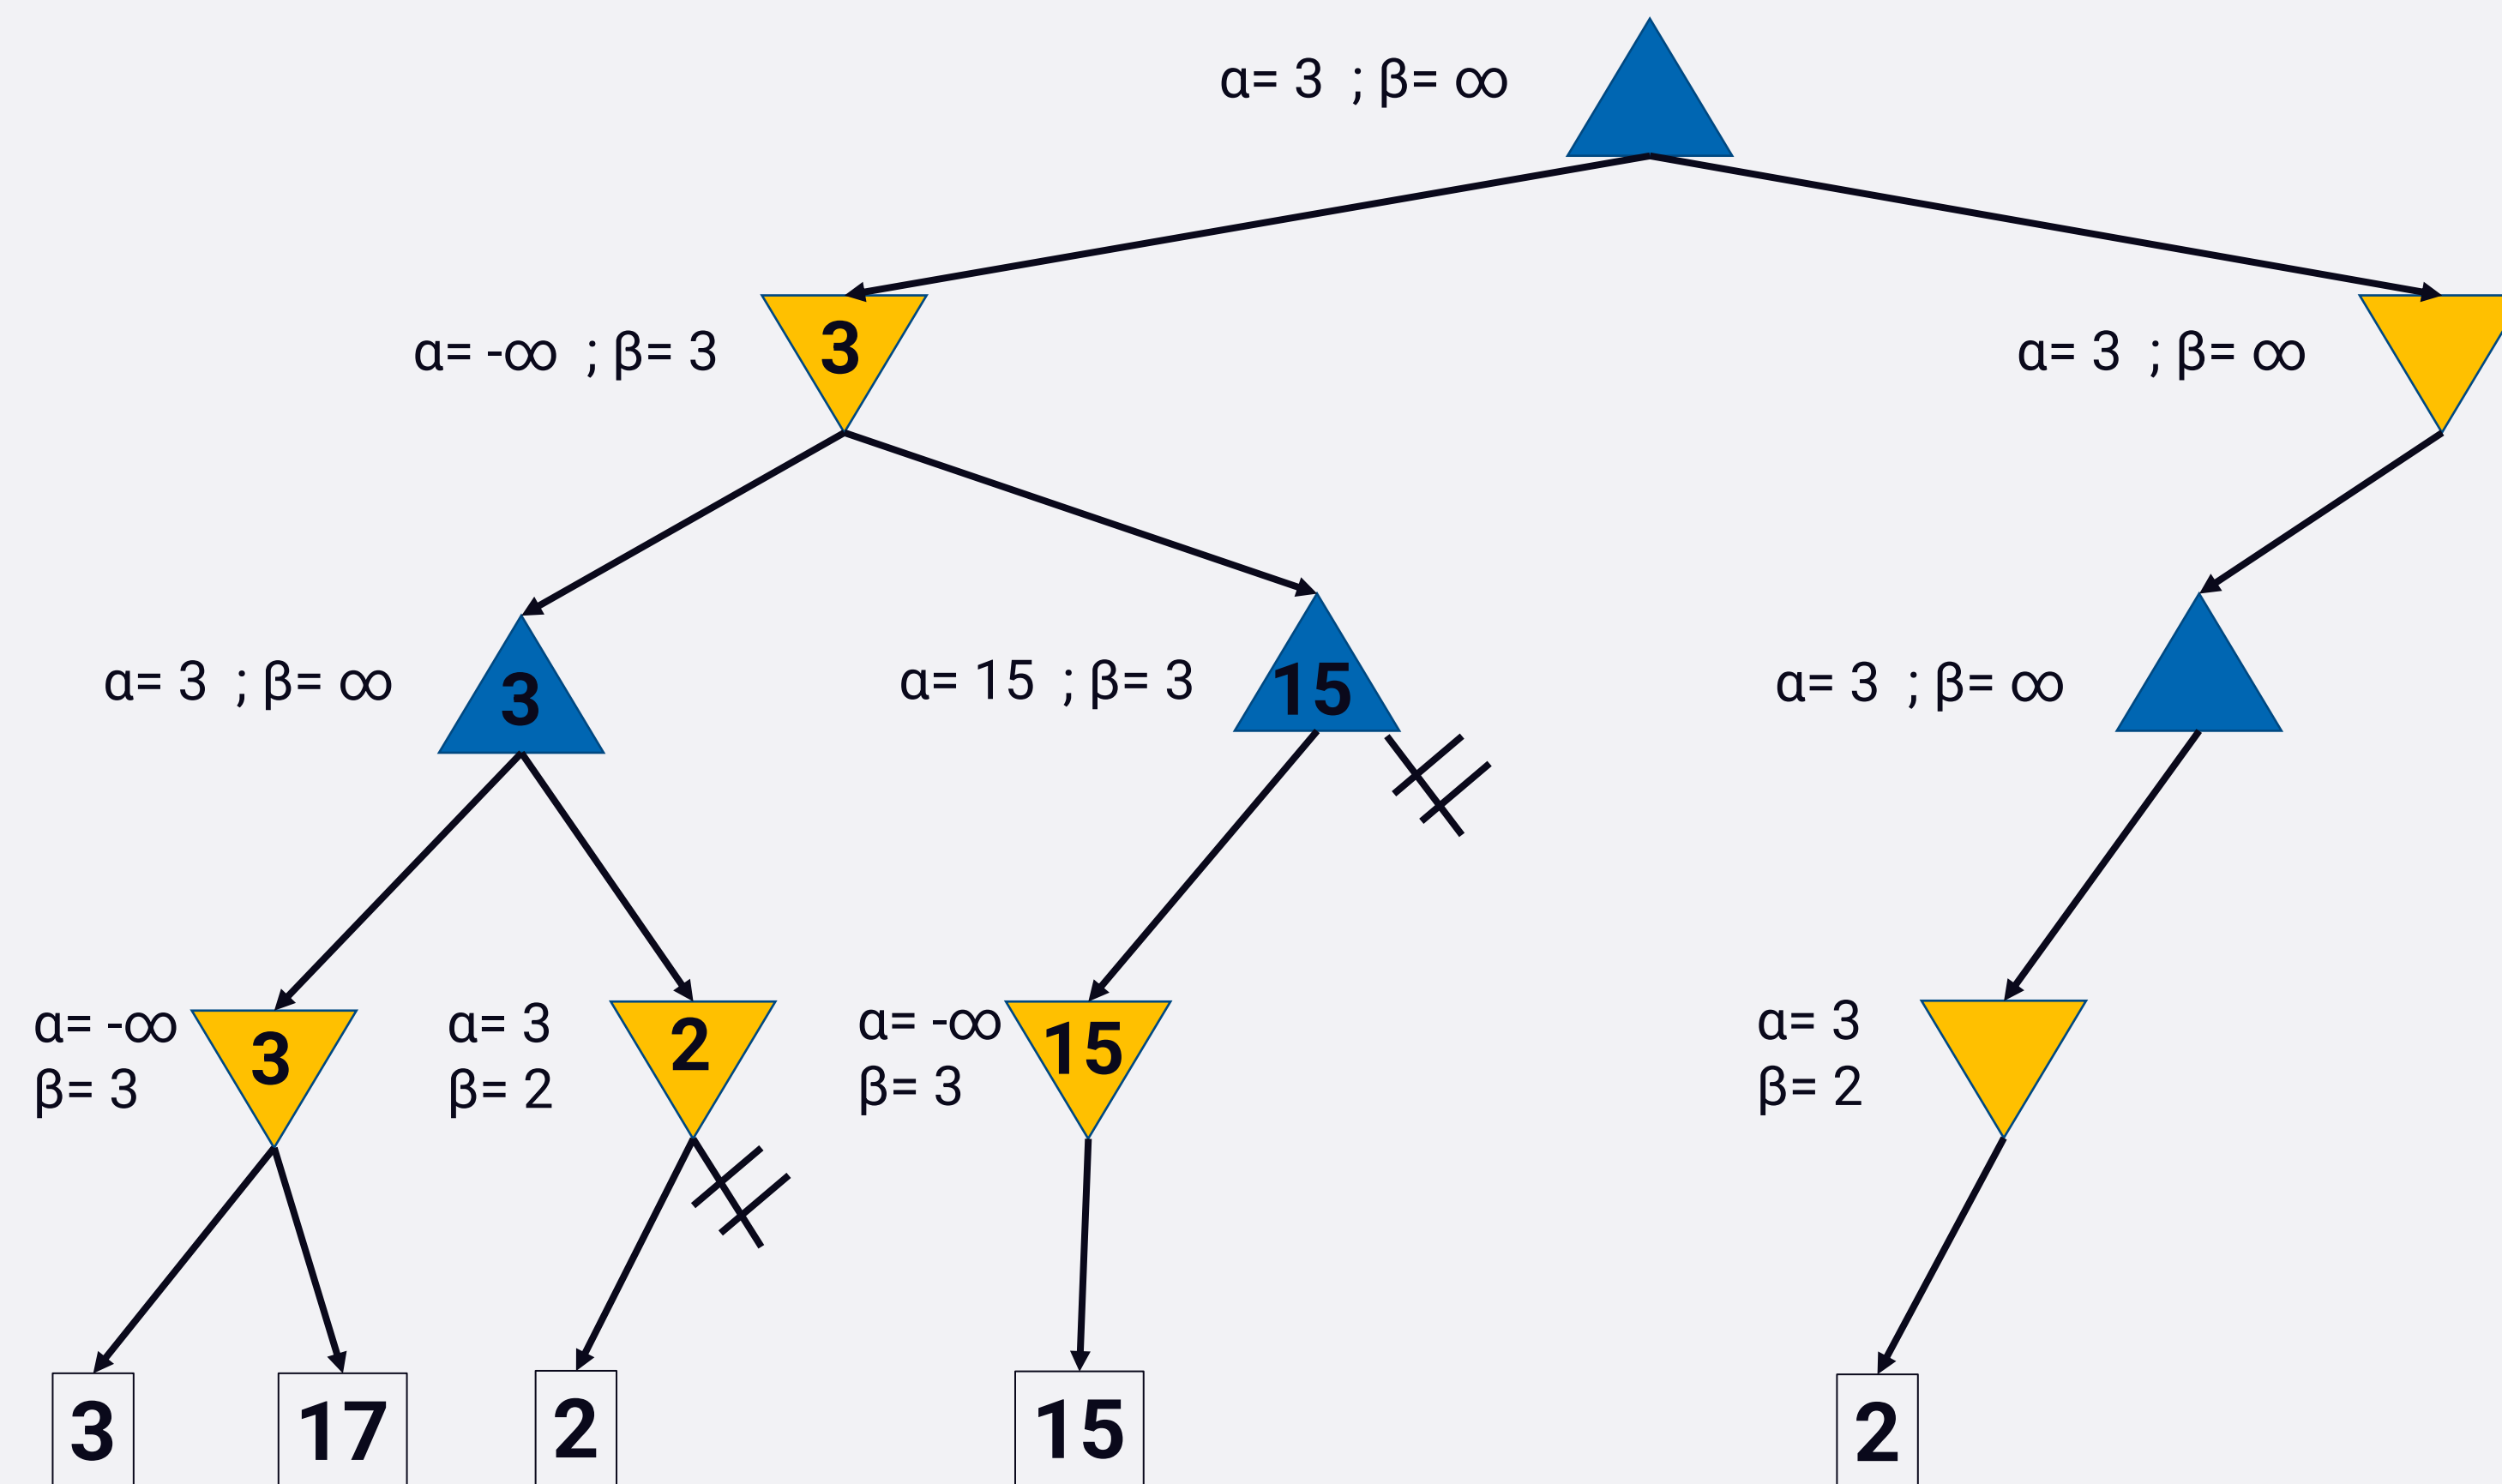 α= 3 ; β= ∞
α= -∞ ; β= 3
3
α= 3 ; β= ∞
α= 3 ; β= ∞
3
α= 15 ; β= 3
15
α= 3 ; β= ∞
α= -∞
β= 3
3
α= 3
β= 2
2
α= -∞
β= 3
15
α= 3
β= 2
3
17
2
15
2